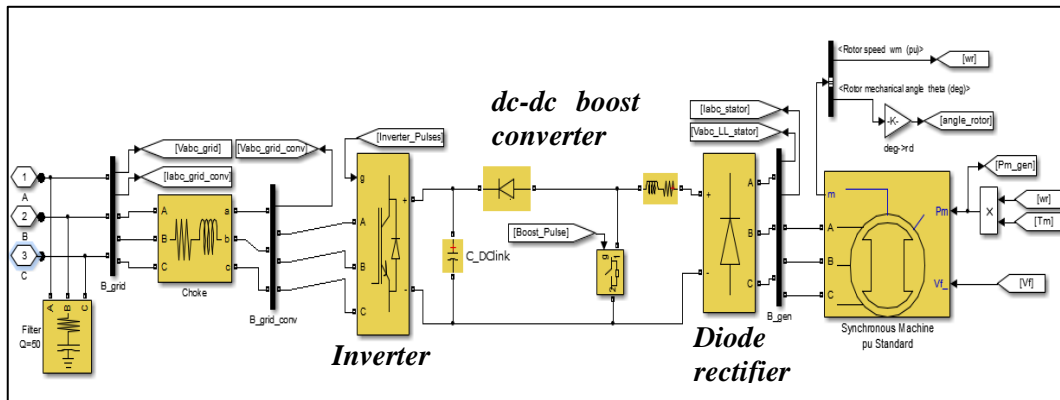 <Rotor speed wm (pu)>
[wr]
<Rotor mechanical angle theta (deg)>
-K-
[angle_rotor]
deg->rd
dc-dc boost
converter
[Vabc_grid]
[Vabc_grid_conv]
[Iabc_grid_conv]
[Inverter_Pulses]
[Iabc_stator]
[Vabc_LL_stator]
[Pm_gen]
[wr]
[Tm]
X
1
A
2
B
3
C
A
B
C
a
b
c
Choke
B_grid
B_grid_conv
g
A
B
C
+
-
C_DClink
[Boost_Pulse]
g
1
2
+
-
A
B
C
B_gen
m
A
B
C
Pm
Vf_
[Vf]
Synchronous Machine
pu Standard
A
B
C
Filter
Q=50
Inverter
Diode
rectifier